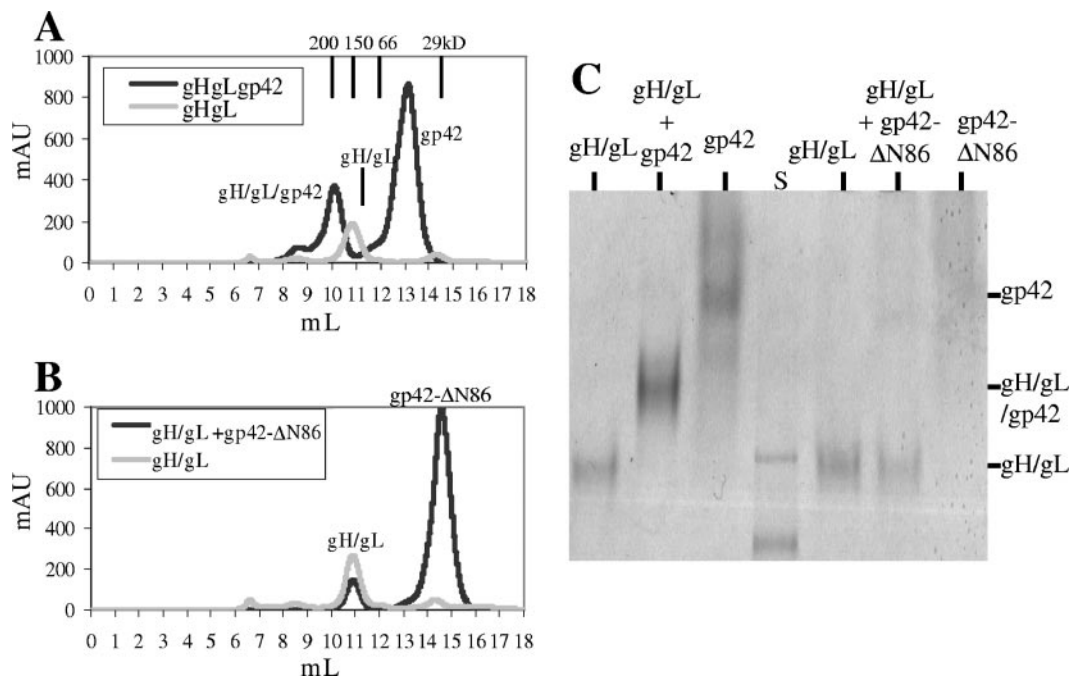 A
200 150 66 29kD
1000
800
600
400
200
0
mAU
gHgLgp42
gHgL
gH/gL/gp42
gH/gL
gp42
0 1 2 3 4 5 6 7 8 9 10 11 12 13 14 15 16 17 18
mL
B
gp42-ΔN86
1000
800
600
400
200
0
mAU
gH/gL +gp42-ΔN86
gH/gL
gH/gL
0 1 2 3 4 5 6 7 8 9 10 11 12 13 14 15 16 17 18
mL
C
gH/gL
gH/gL
+
gp42
gp42
S
gH/gL
gH/gL
+ gp42-
ΔN86
gp42-
ΔN86
gp42
gH/gL
/gp42
gH/gL